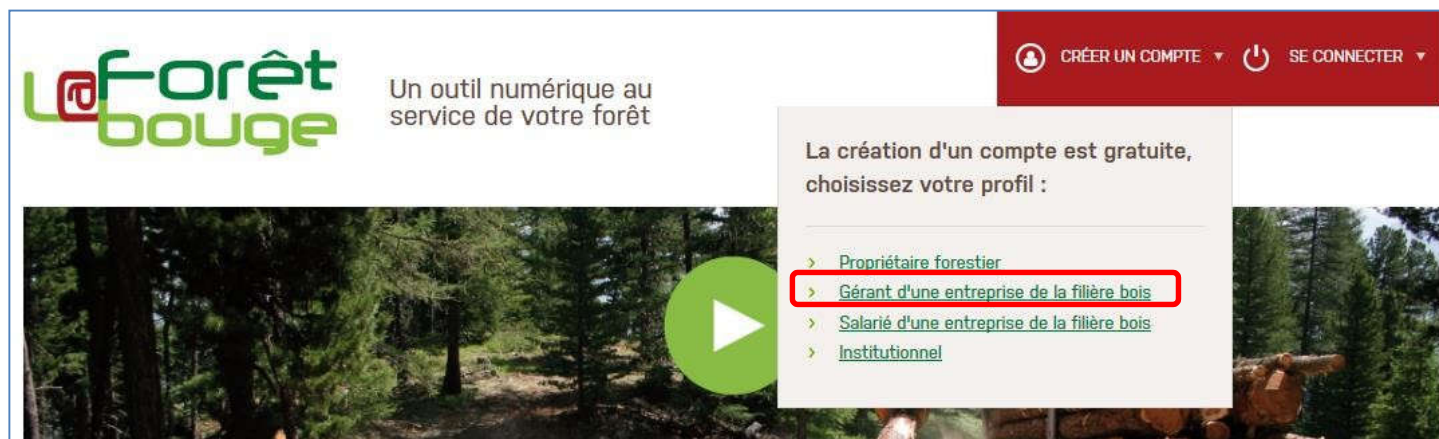 L@Forêt
bouge
Un outil numérique au
service de votre forêt
CRÉER UN COMPTE
SE CONNECTER
La création d'un compte est gratuite,
choisissez votre profil :
Propriétaire forestier
Gérant d'une entreprise de la filière bois
Salarié d'une entreprise de la filière bois
Institutionnel